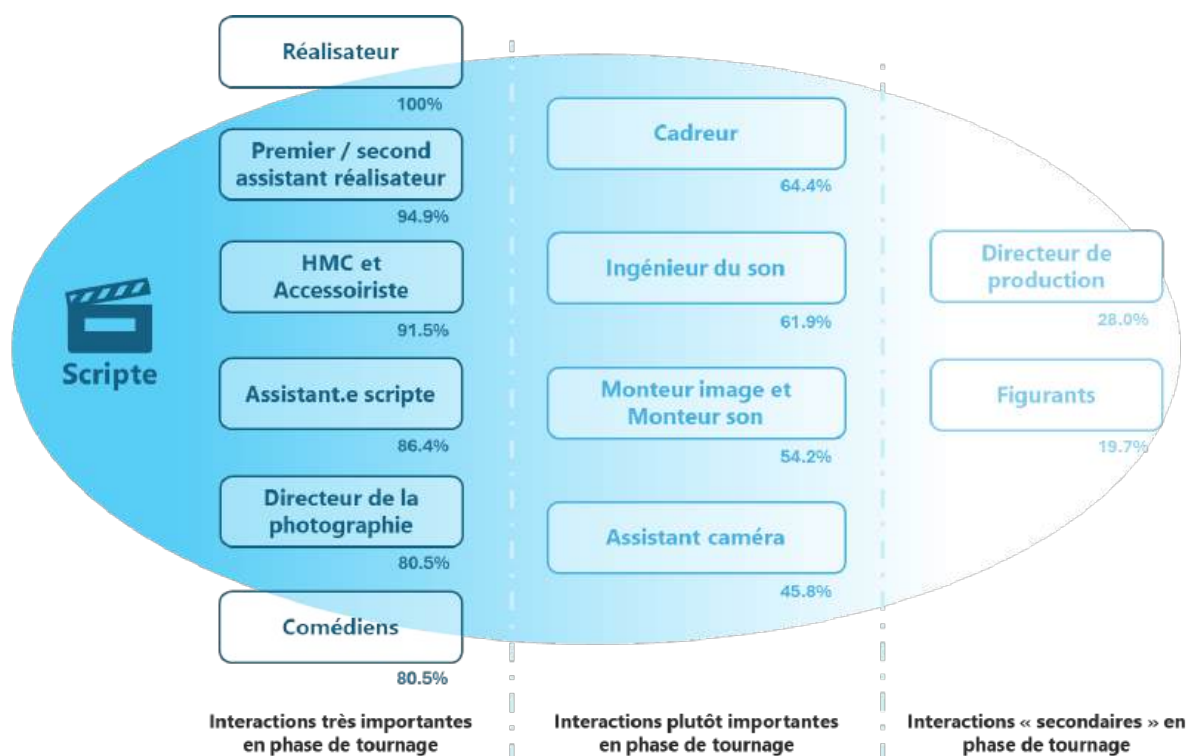 Scripte
Réalisateur
100%
Premier / second
assistant réalisateur
94.9%
HMC et
Accessoiriste
91.5%
Assistant.e scripte
86.4%
Directeur de la
photographie
80.5%
Comédiens
80.5%
Interactions très importantes
en phase de tournage
Cadreur
64.4%
Ingénieur du son
61.9%
Monteur image et
Monteur son
54.2%
Assistant caméra
45.8%
Interactions plutôt importantes
en phase de tournage
Directeur de
production
28.0%
Figurants
19.7%
Interactions « secondaires » en
phase de tournage